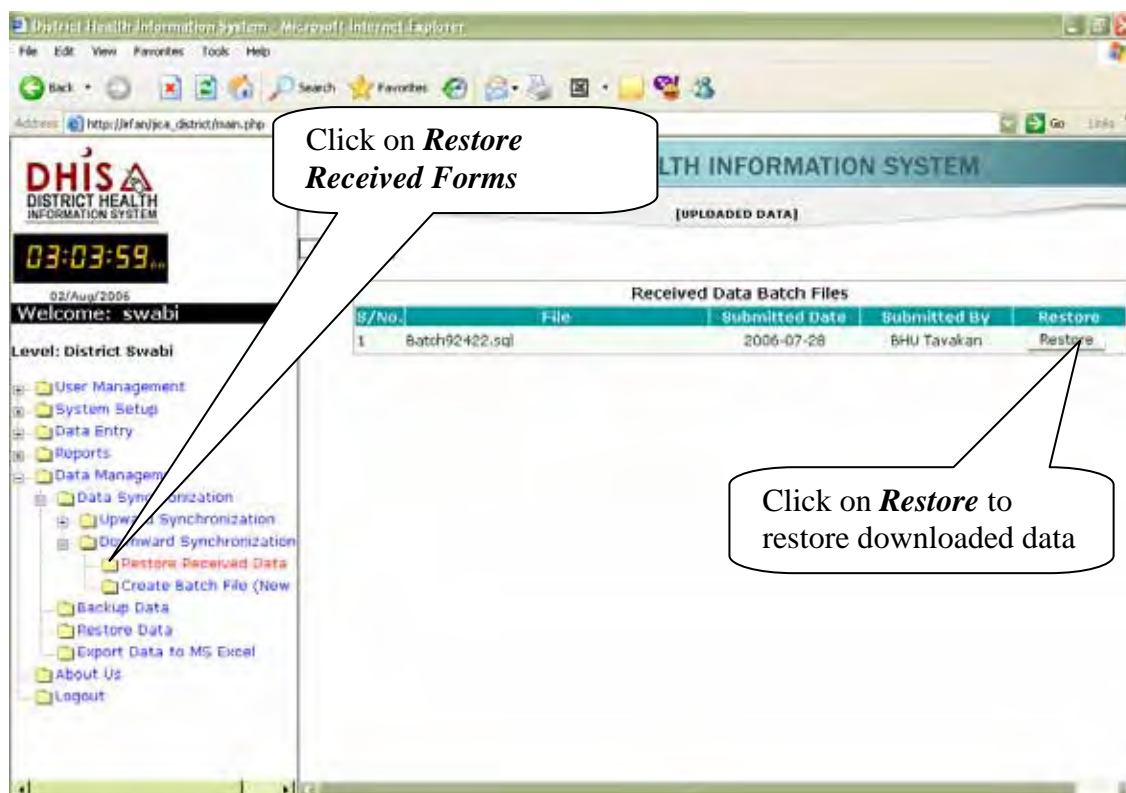 District Health Information System - Microsoft Internet Explorer
File Edit View Favorites Tools Help
Back Search Favorites
Address http://irfan/jica_district/main.php Go Links
Click on Restore
Received Forms
LTH INFORMATION SYSTEM
[UPLOADED DATA]
DHIS
DISTRICT HEALTH
INFORMATION SYSTEM
03:03:59
02/Aug/2006
Welcome: swabi
Level: District Swabi
User Management
System Setup
Data Entry
Reports
Data Managem
Data Synchronization
Upward Synchronization
Downward Synchronization
Restore Received Data
Create Batch File (New
Backup Data
Restore Data
Export Data to MS Excel
About Us
Logout
Received Data Batch Files
S/No. File Submitted Date Submitted By Restore
1 Batch92422.sql 2006-07-28 BHU Tavakan Restore
Click on Restore to
restore downloaded data